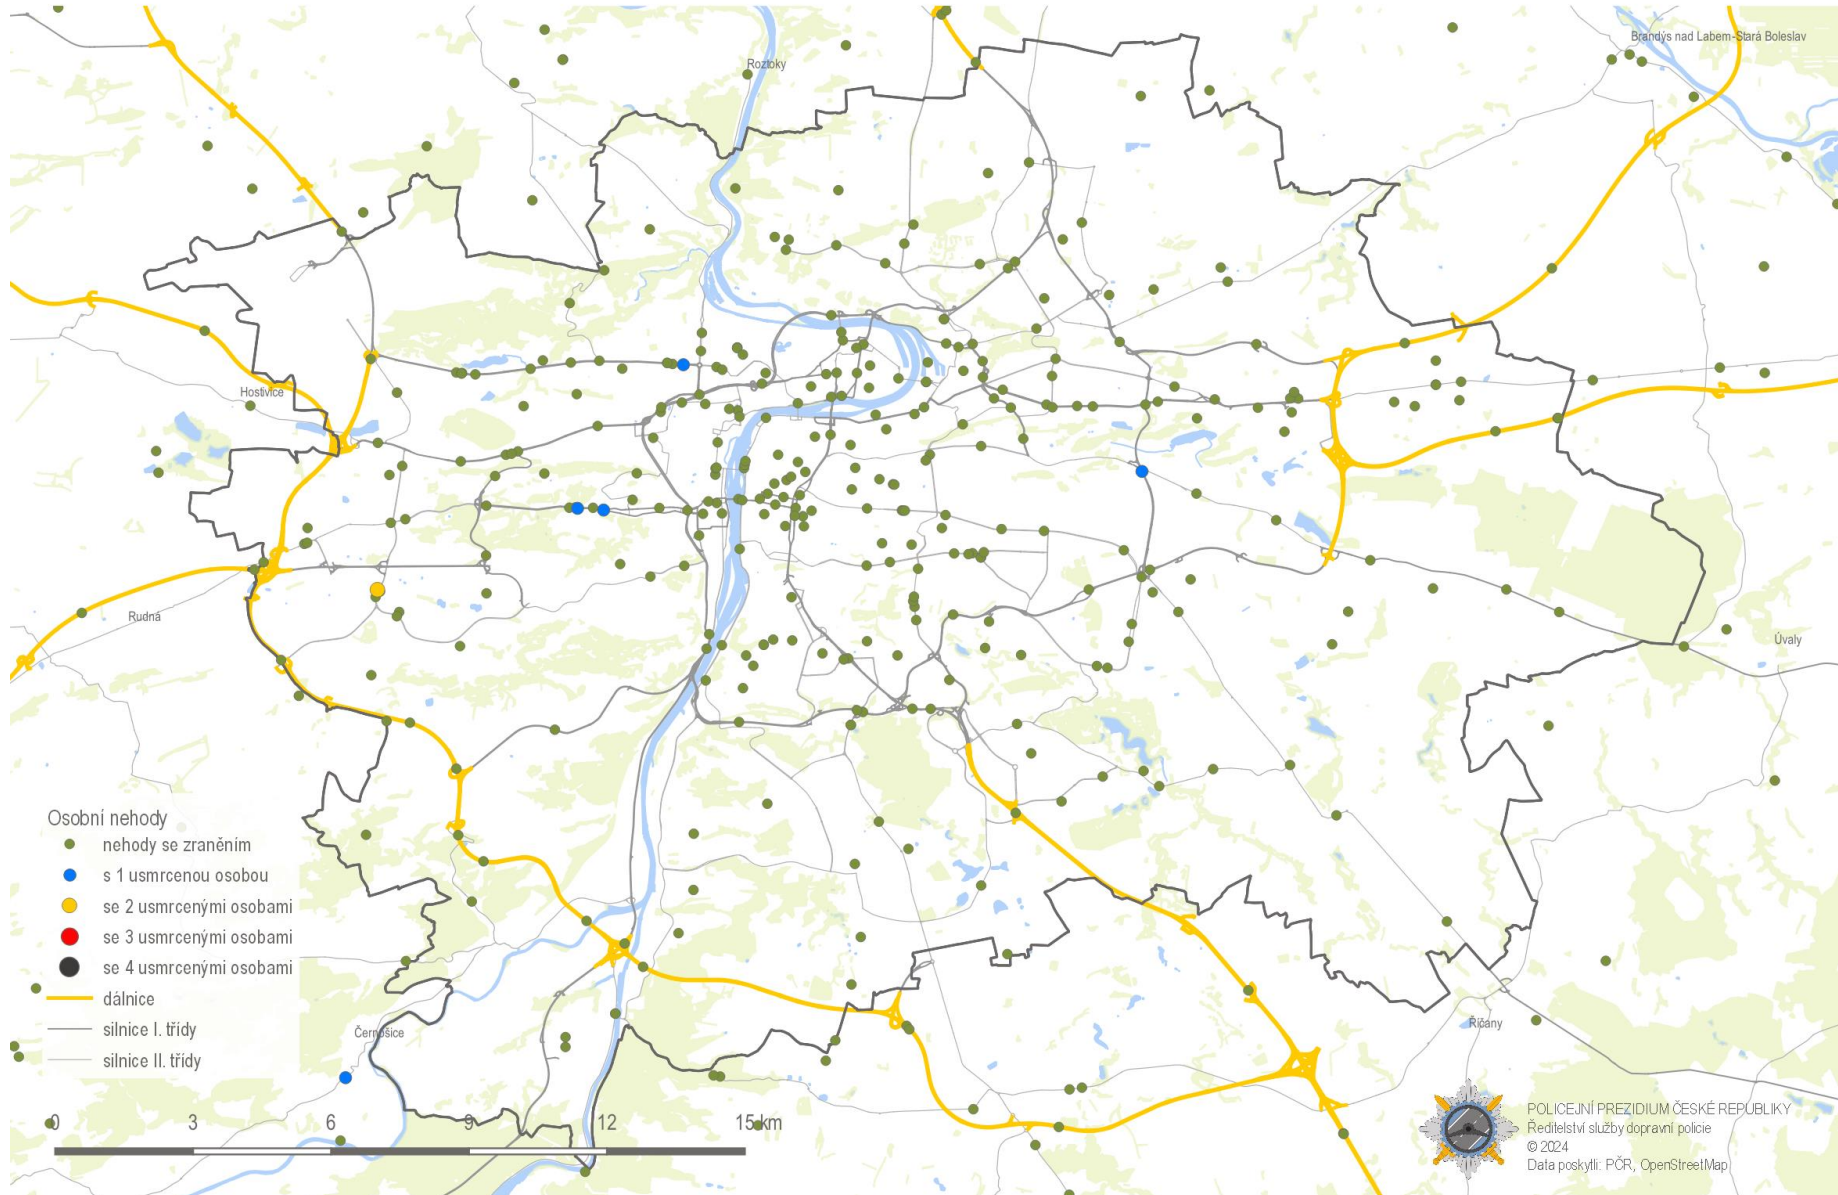 Brandýs nad Labem-Stará Boleslav
Roztoky
Hostivice
Rudná
Úvaly
Osobní nehody
nehody se zraněním
s 1 usmrcenou osobou
se 2 usmrcenými osobami
se 3 usmrcenými osobami
se 4 usmrcenými osobami
dálnice
silnice I. třídy
silnice II. třídy
Černošice
Říčany
0 3 6 9 12 15 km
POLICEJNÍ PREZIDIUM ČESKÉ REPUBLIKY
Ředitelství služby dopravní policie
© 2024
Data poskytli: PČR, OpenStreetMap